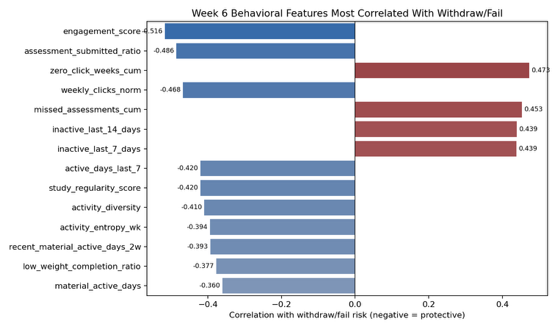 Week 6 Behavioral Features Most Correlated With Withdraw/Fail
engagement_score -0.516
assessment_submitted_ratio -0.486
zero_click_weeks_cum 0.473
weekly_clicks_norm -0.468
missed_assessments_cum 0.453
inactive_last_14_days 0.439
inactive_last_7_days 0.439
active_days_last_7 -0.420
study_regularity_score -0.420
activity_diversity -0.410
activity_entropy_wk -0.394
recent_material_active_days_2w -0.393
low_weight_completion_ratio -0.377
material_active_days -0.360
−0.4 −0.2 0.0 0.2 0.4
Correlation with withdraw/fail risk (negative = protective)